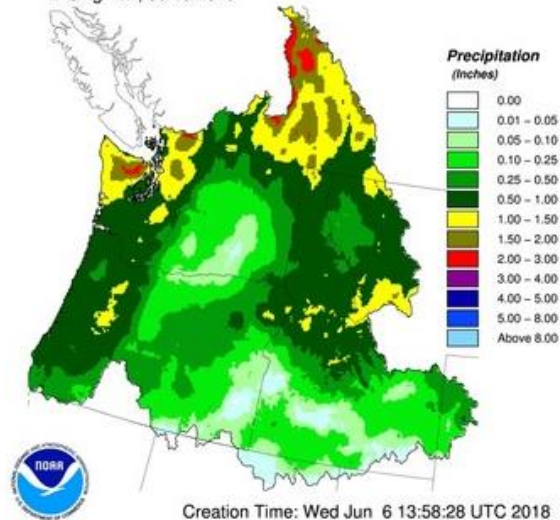 Precipitation
(Inches)
0.00
0.01 – 0.05
0.05 – 0.10
0.10 – 0.25
0.25 – 0.50
0.50 – 1.00
1.00 – 1.50
1.50 – 2.00
2.00 – 3.00
3.00 – 4.00
4.00 – 5.00
5.00 – 8.00
Above 8.00
NOAA
Creation Time: Wed Jun 6 13:58:28 UTC 2018